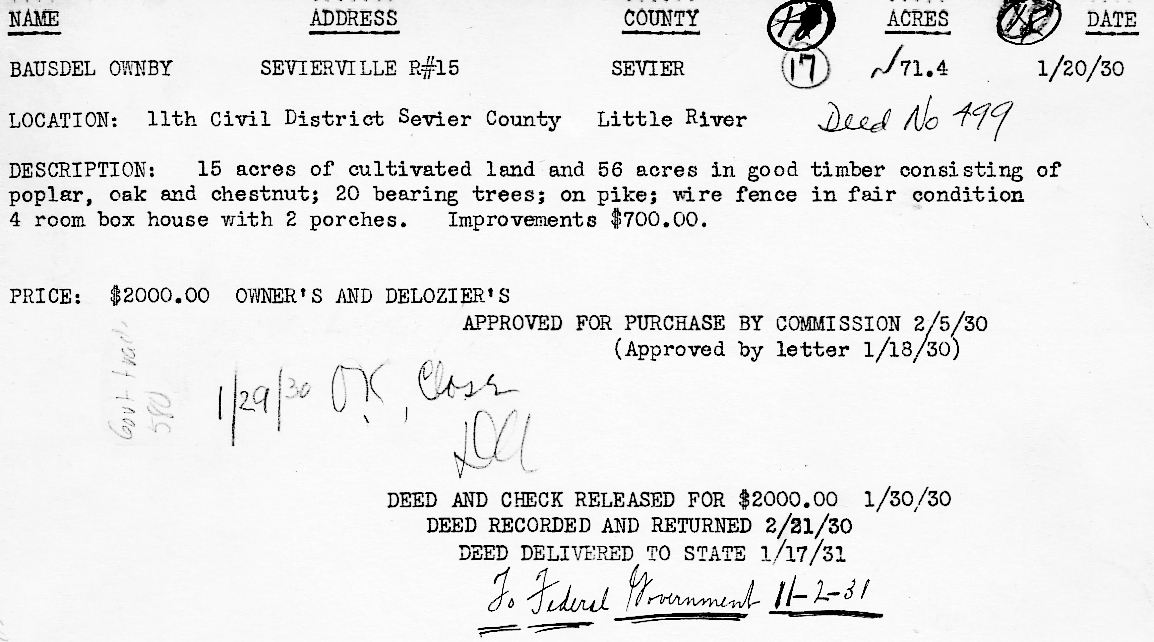 NAME ADDRESS COUNTY ACRES DATE
BAUSDEL OWNBY SEVIERVILLE R#15 SEVIER 17 √71.4 1/20/30
LOCATION: 11th Civil District Sevier County Little River Deed No 499
DESCRIPTION: 15 acres of cultivated land and 56 acres in good timber consisting of
poplar, oak and chestnut; 20 bearing trees; on pike; wire fence in fair condition
4 room box house with 2 porches. Improvements $700.00.
PRICE: $2000.00 OWNER'S AND DELOZIER'S
APPROVED FOR PURCHASE BY COMMISSION 2/5/30
(Approved by letter 1/18/30)
Govt tract
580
1/29/30 OK, Close
DEED AND CHECK RELEASED FOR $2000.00 1/30/30
DEED RECORDED AND RETURNED 2/21/30
DEED DELIVERED TO STATE 1/17/31
To Federal Government 11-2-31